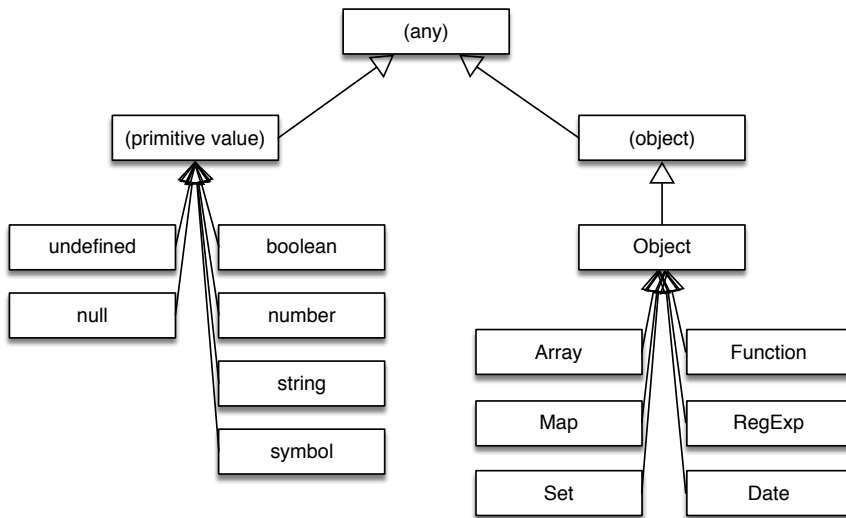 (any)
(primitive value)
(object)
undefined
boolean
Object
null
number
string
symbol
Array
Function
Map
RegExp
Set
Date